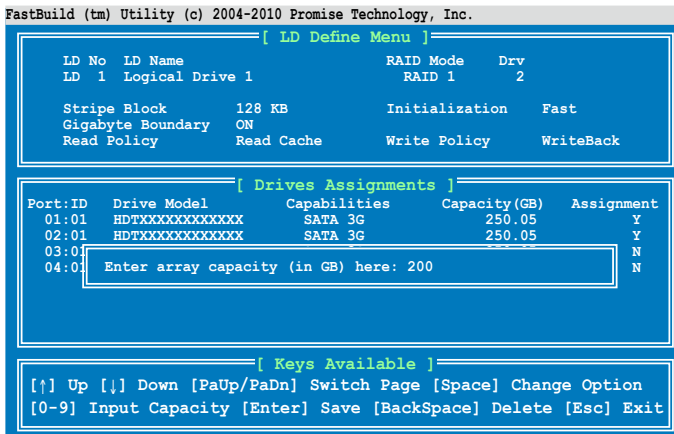 FastBuild (tm) Utility (c) 2004-2010 Promise Technology, Inc.
[ LD Define Menu ]
LD No LD Name RAID Mode Drv
LD 1 Logical Drive 1 RAID 1 2
Stripe Block 128 KB Initialization Fast
Gigabyte Boundary ON
Read Policy Read Cache Write Policy WriteBack
[ Drives Assignments ]
Port:ID Drive Model Capabilities Capacity(GB) Assignment
01:01 HDTXXXXXXXXXXXX SATA 3G 250.05 Y
02:01 HDTXXXXXXXXXXXX SATA 3G 250.05 Y
03:01 N
04:01 N
Enter array capacity (in GB) here: 200
[ Keys Available ]
[↑] Up [↓] Down [PaUp/PaDn] Switch Page [Space] Change Option
[0-9] Input Capacity [Enter] Save [BackSpace] Delete [Esc] Exit